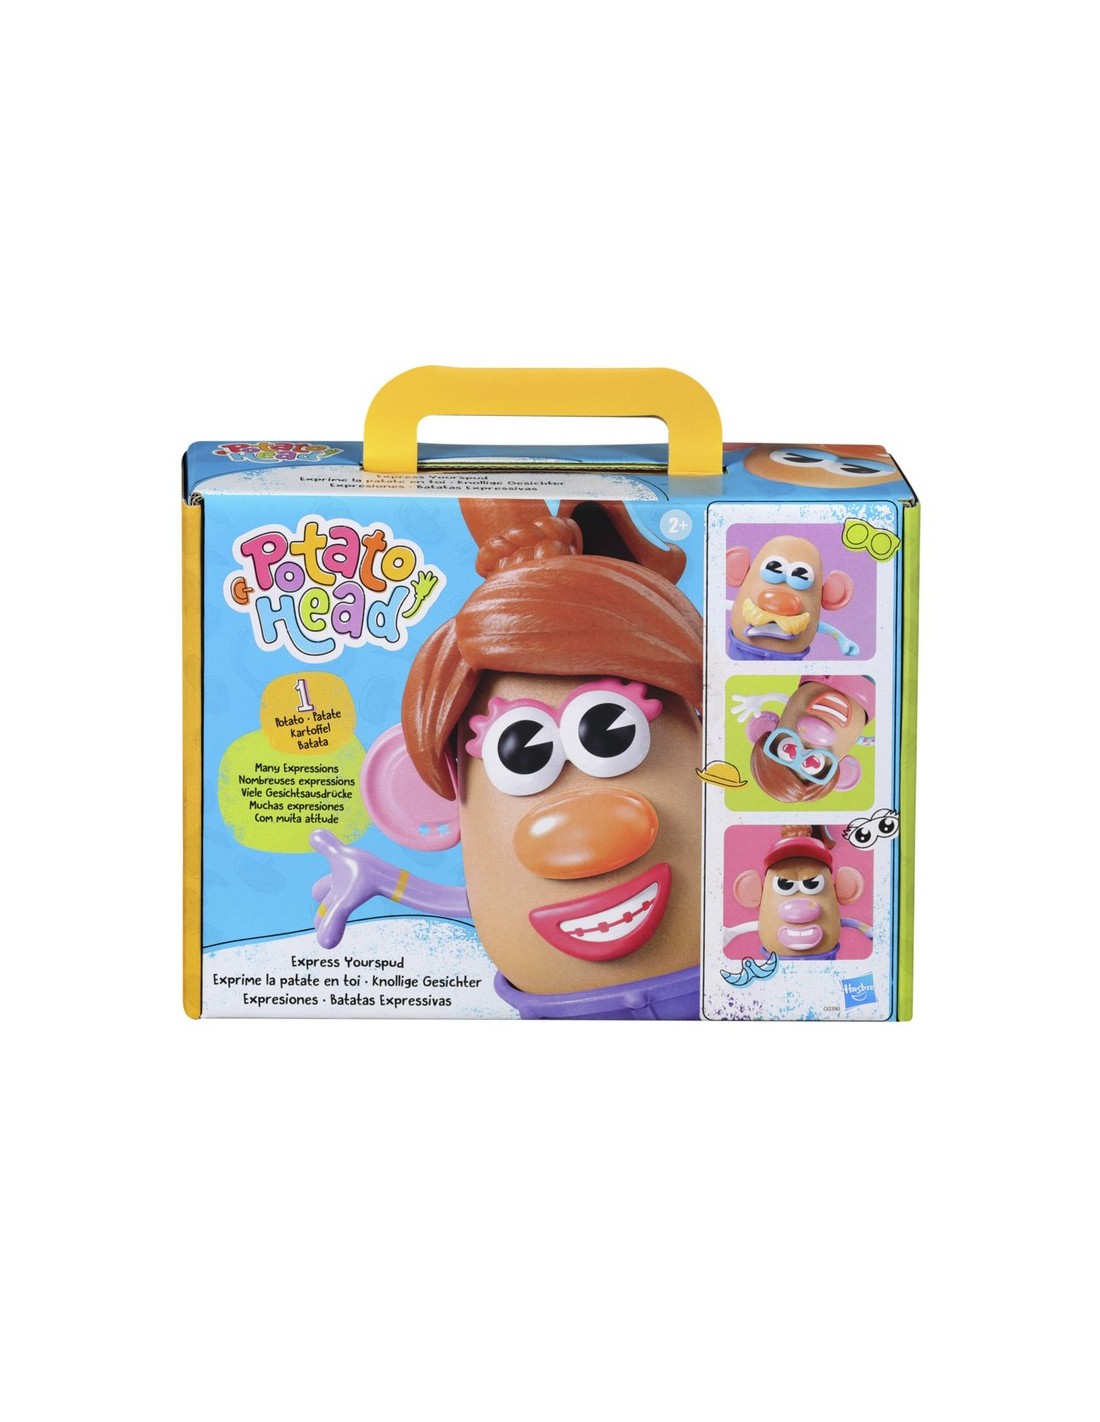 Potato
Head
Express Yourspud
Exprime la patate en toi · Knollige Gesichter
Expresiones · Batatas Expressivas
Potato
Head
2+
1
Potato · Patate
Kartoffel
Batata
Many Expressions
Nombreuses expressions
Viele Gesichtsausdrücke
Muchas expresiones
Com muita atitude
Express Yourspud
Exprime la patate en toi · Knollige Gesichter
Expresiones · Batatas Expressivas
Hasbro